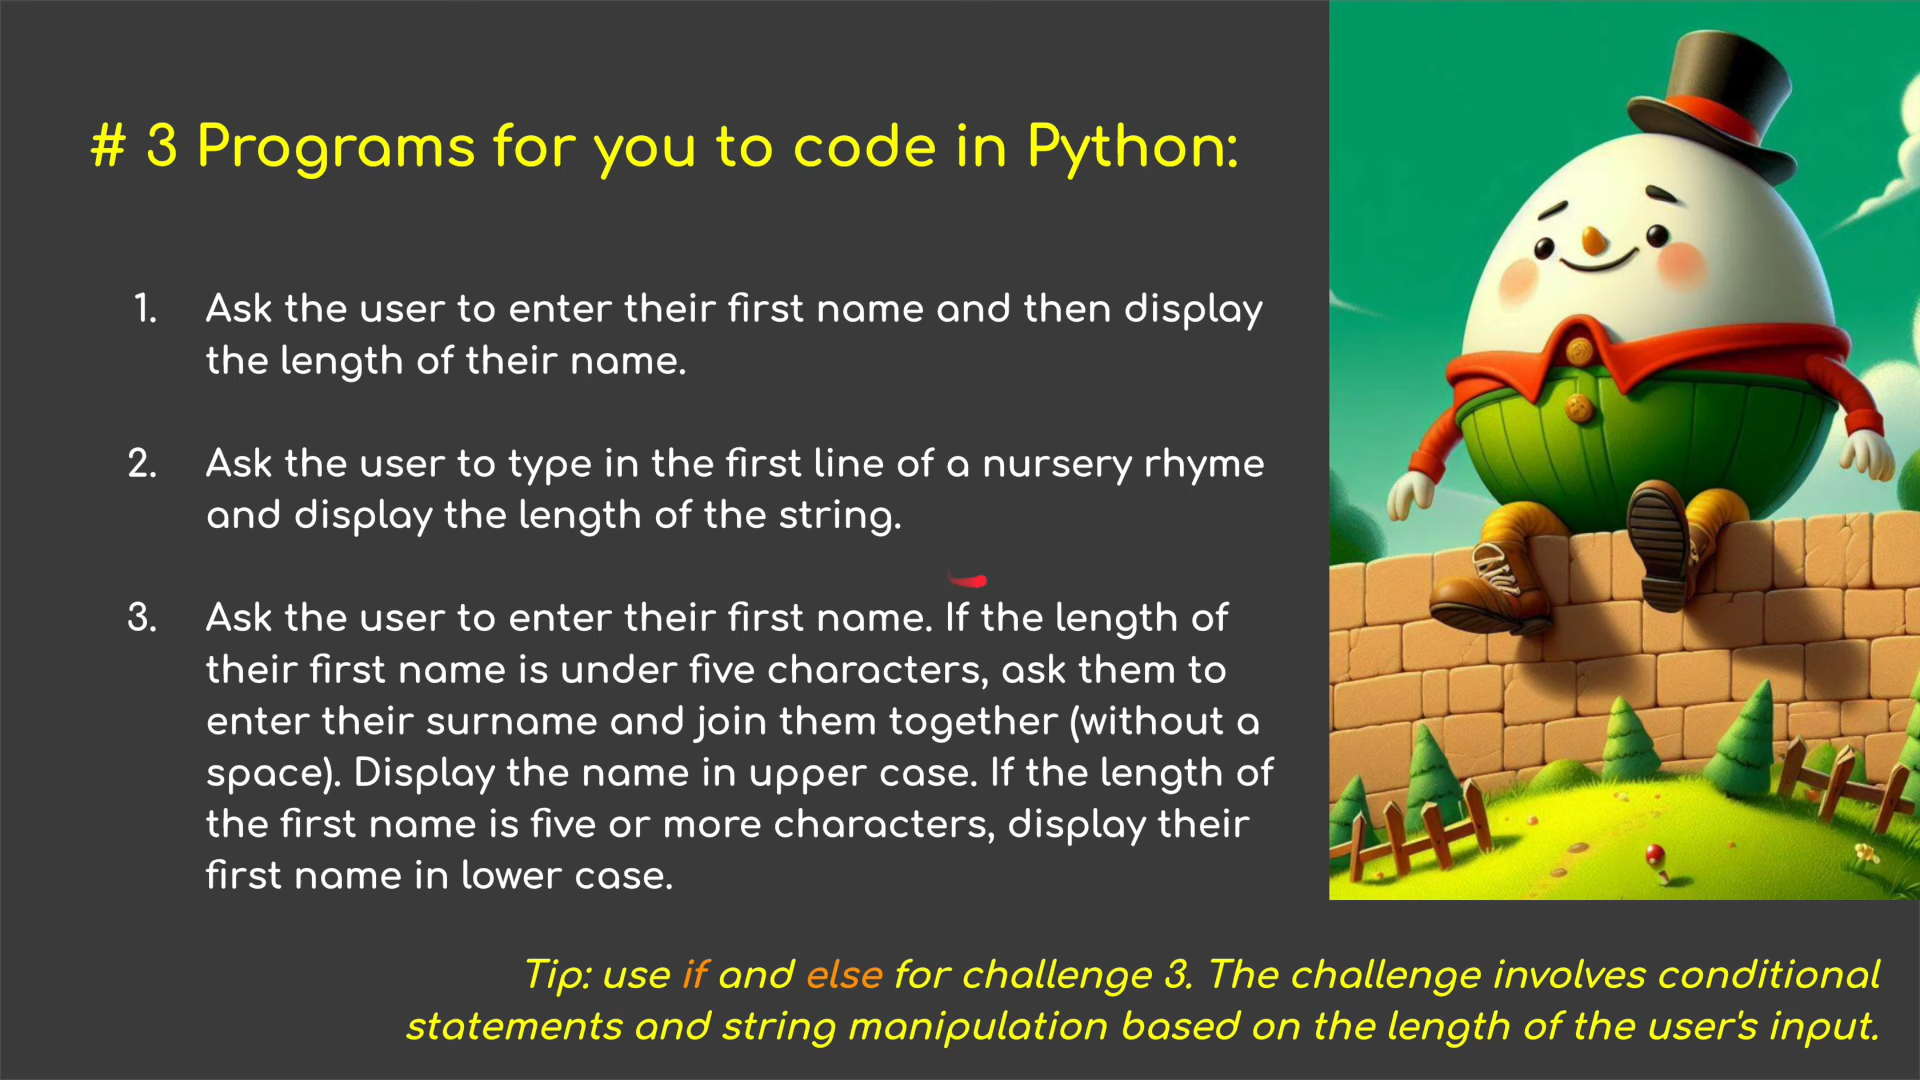 # 3 Programs for you to code in Python:
1. Ask the user to enter their first name and then display
the length of their name.
2. Ask the user to type in the first line of a nursery rhyme
and display the length of the string.
3. Ask the user to enter their first name. If the length of
their first name is under five characters, ask them to
enter their surname and join them together (without a
space). Display the name in upper case. If the length of
the first name is five or more characters, display their
first name in lower case.
Tip: use if and else for challenge 3. The challenge involves conditional
statements and string manipulation based on the length of the user's input.